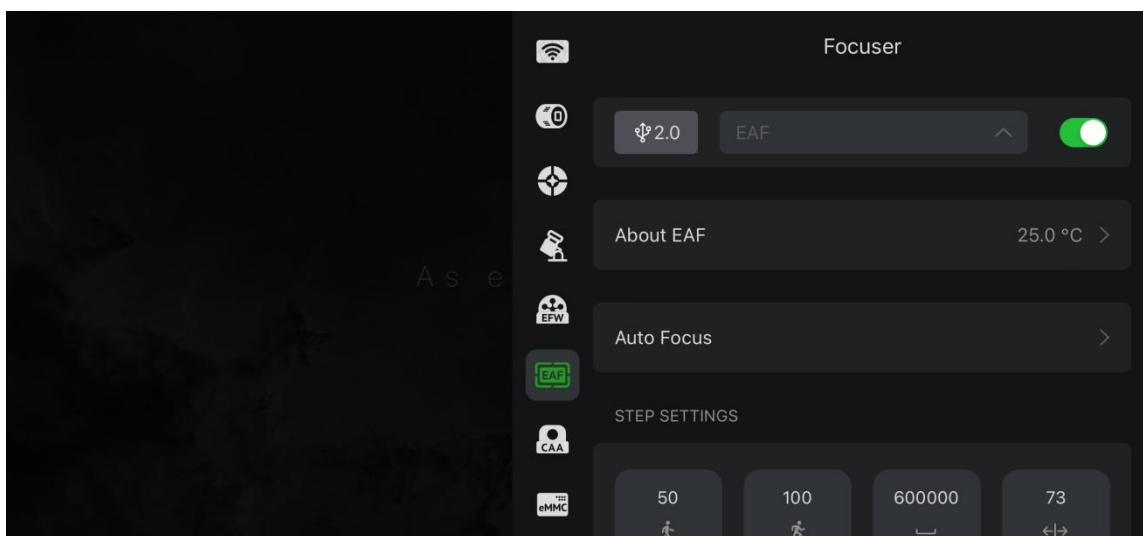 Focuser
2.0 EAF
About EAF 25.0 °C
As e
EFW
Auto Focus
EAF
STEP SETTINGS
CAA
eMMC
50 100 600000 73